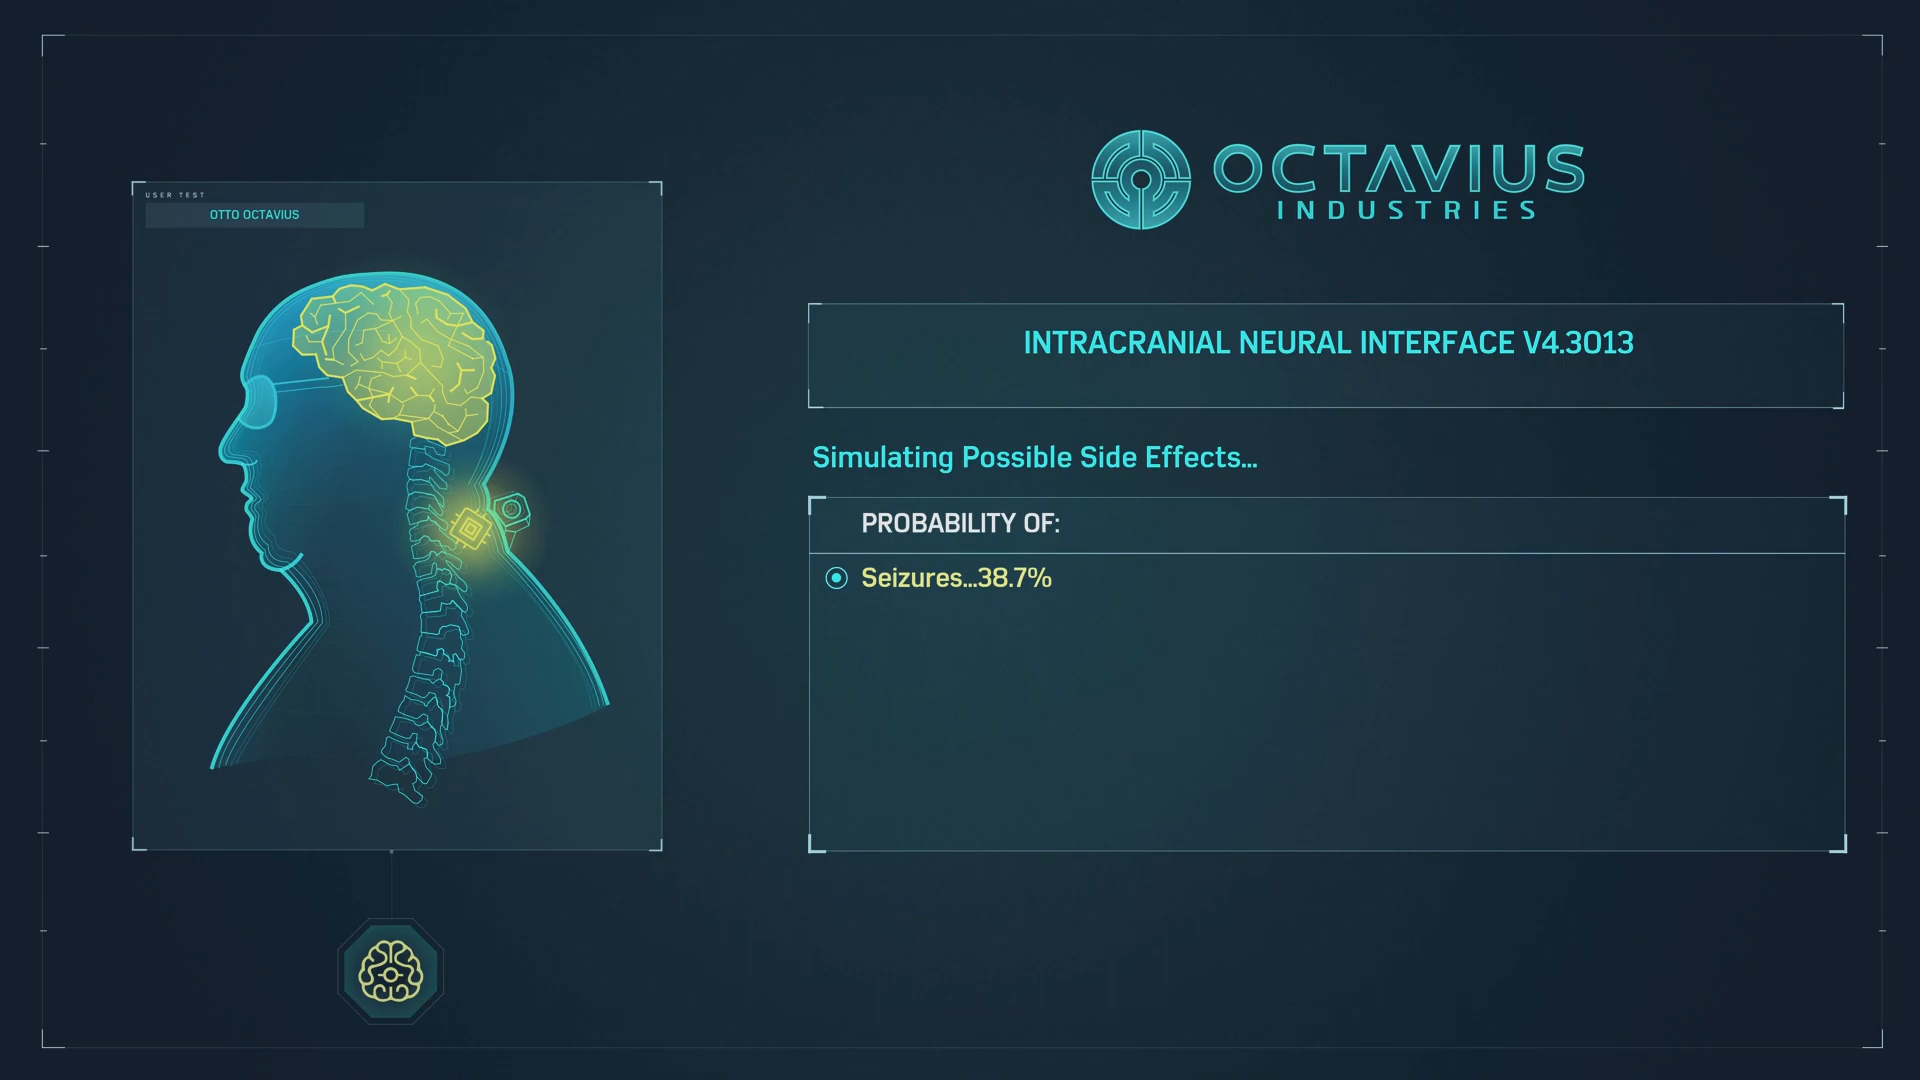 USER TEST
OTTO OCTAVIUS
OCTAVIUS
INDUSTRIES
INTRACRANIAL NEURAL INTERFACE V4.3013
Simulating Possible Side Effects...
PROBABILITY OF:
Seizures...38.7%